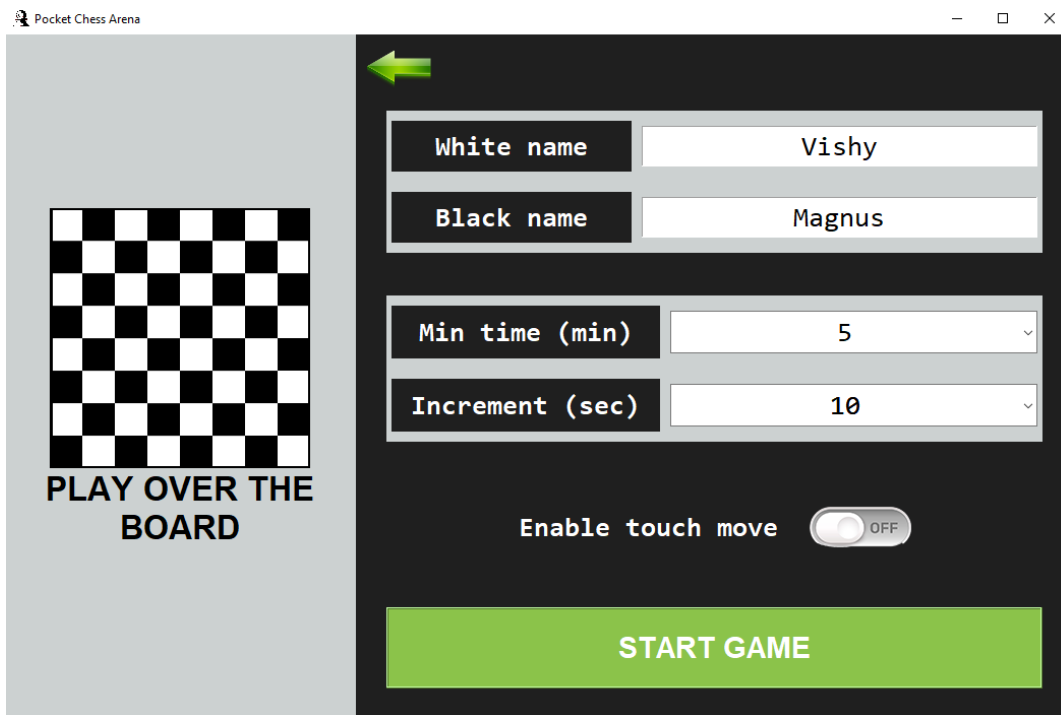 Pocket Chess Arena
White name Vishy
Black name Magnus
Min time (min) 5
Increment (sec) 10
PLAY OVER THE
BOARD
Enable touch move OFF
START GAME